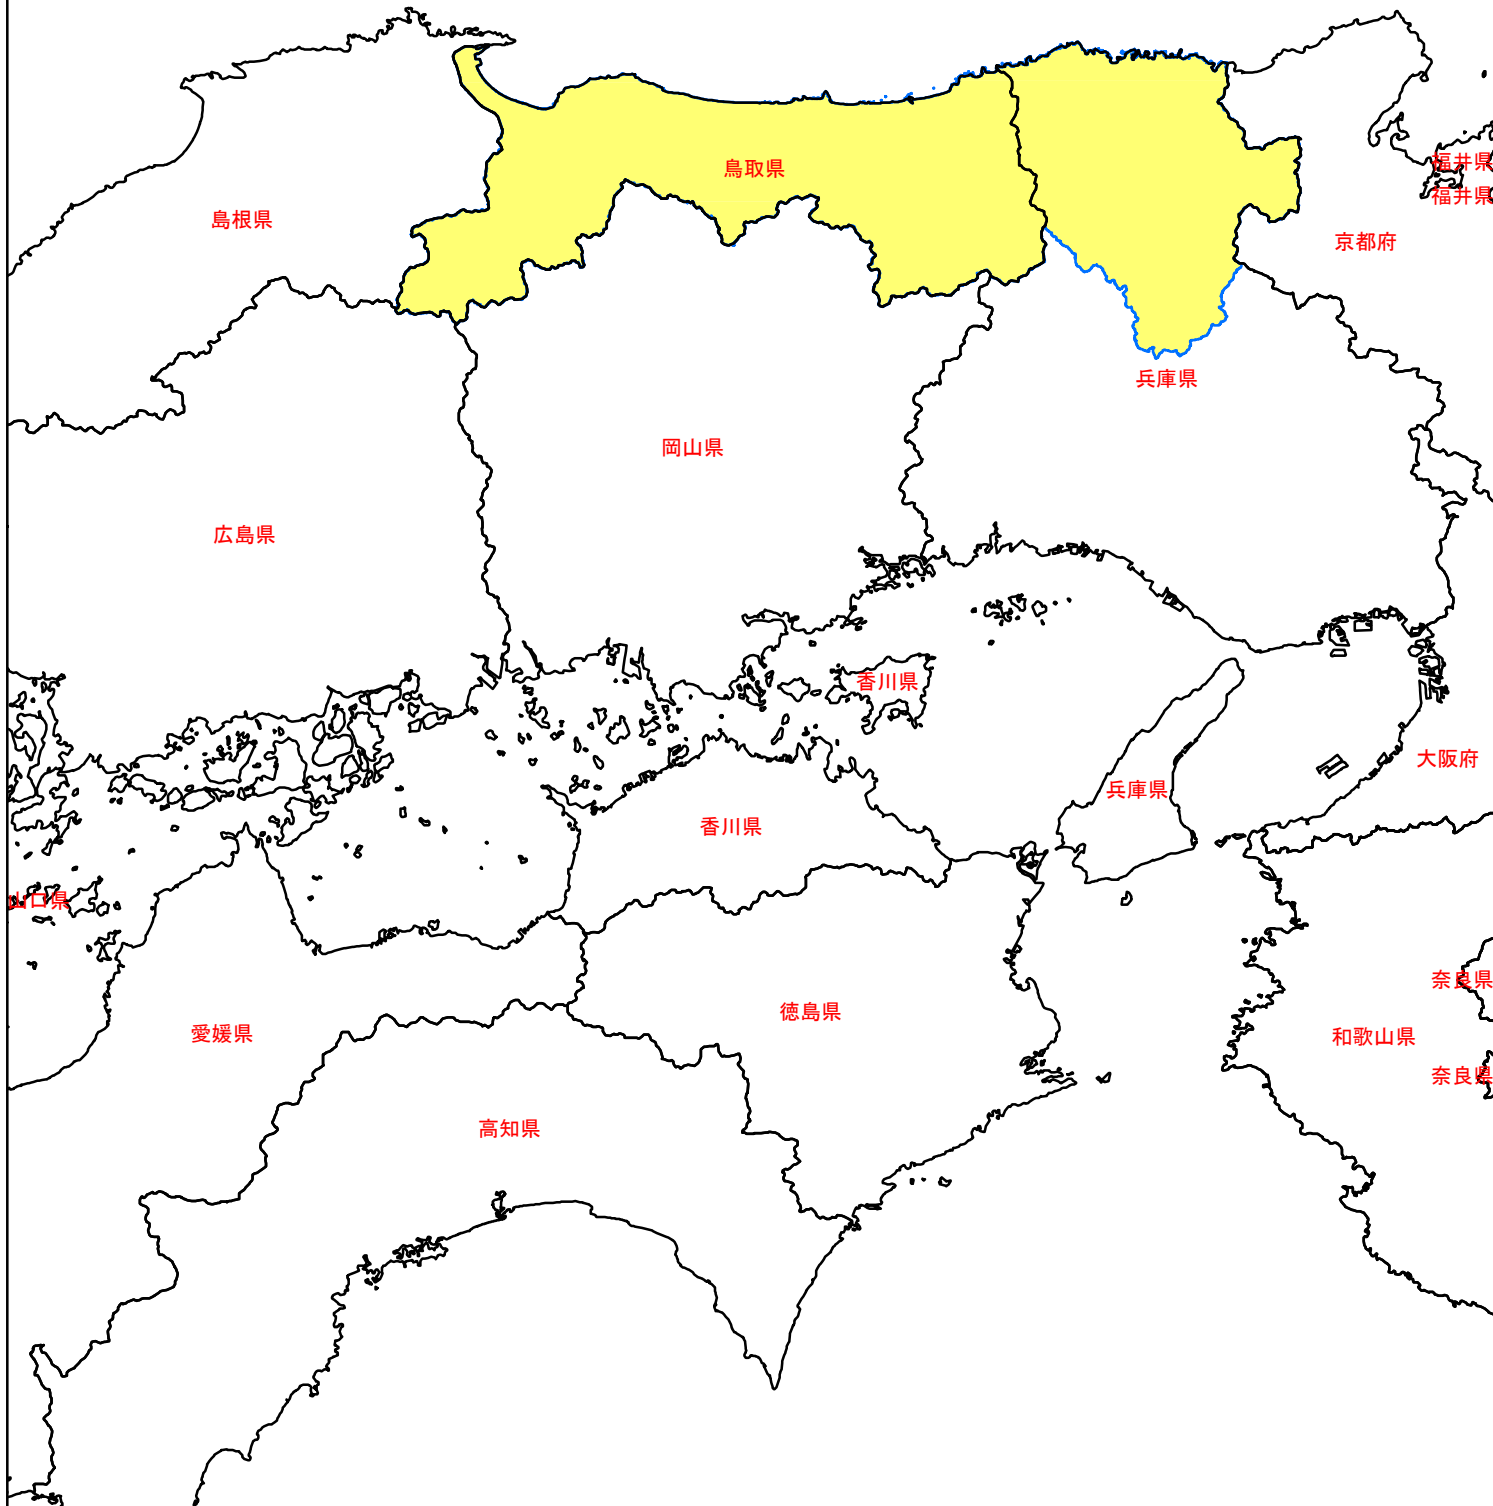 福井県
鳥取県
福井県
島根県
京都府
兵庫県
岡山県
広島県
香川県
大阪府
兵庫県
香川県
山口県
奈良県
徳島県
愛媛県
和歌山県
奈良県
高知県